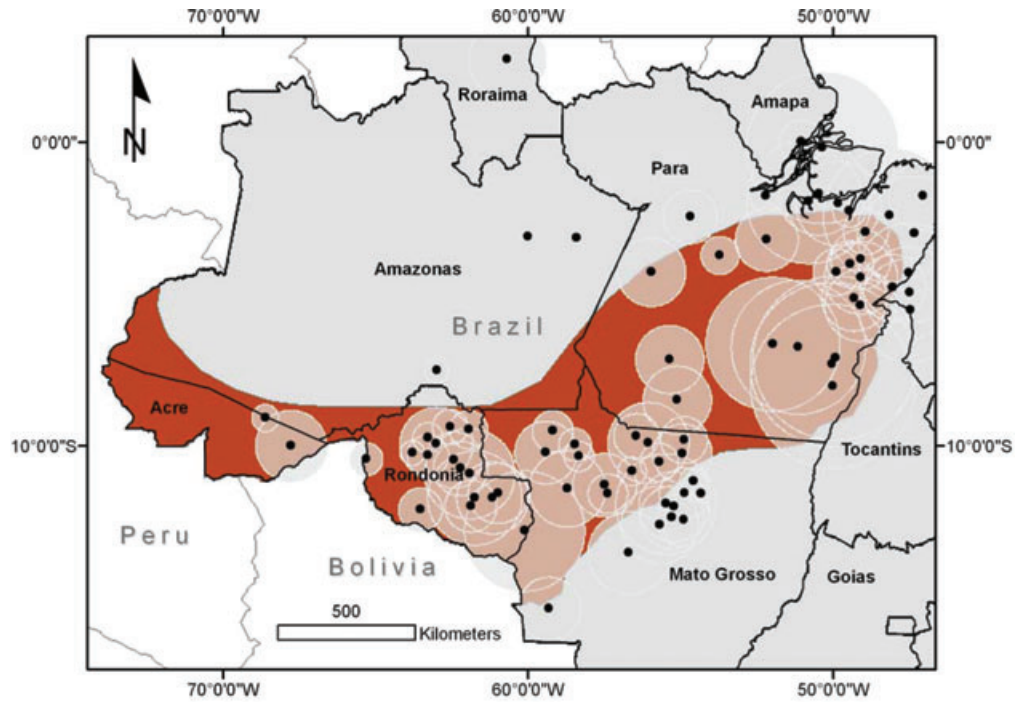 70°0'0"W 60°0'0"W 50°0'0"W
N
Roraima
Amapa
0°0'0" 0°0'0"
Para
Amazonas
Brazil
Acre
10°0'0"S 10°0'0"S
Rondonia
Tocantins
Peru
Bolivia
Mato Grosso
Goias
500
Kilometers
70°0'0"W 60°0'0"W 50°0'0"W